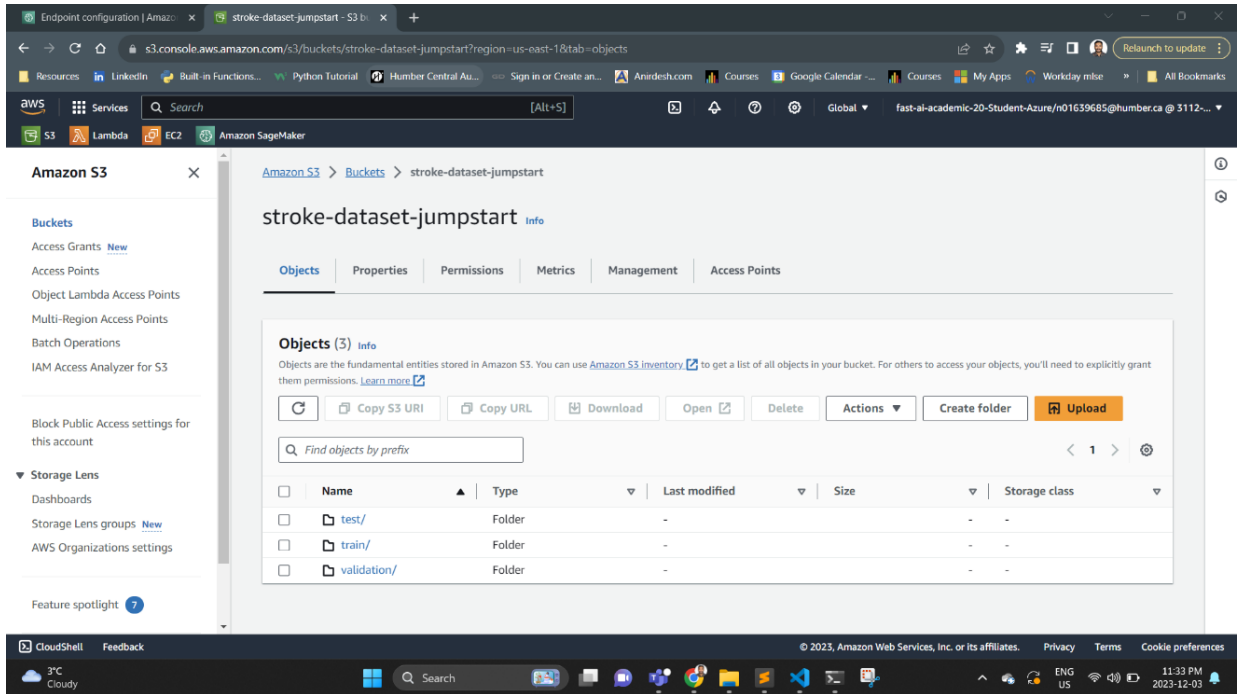 Endpoint configuration | Amazo
stroke-dataset-jumpstart - S3 b
s3.console.aws.amazon.com/s3/buckets/stroke-dataset-jumpstart?region=us-east-1&tab=objects
Relaunch to update
Resources LinkedIn Built-in Functions... Python Tutorial Humber Central Au... Sign in or Create an... Anirdesh.com Courses Google Calendar -... Courses My Apps Workday mlse » All Bookmarks
aws Services Search [Alt+S] Global ▼ fast-ai-academic-20-Student-Azure/n01639685@humber.ca @ 3112-... ▼
S3 Lambda EC2 Amazon SageMaker
Amazon S3
Buckets
Access Grants New
Access Points
Object Lambda Access Points
Multi-Region Access Points
Batch Operations
IAM Access Analyzer for S3
Block Public Access settings for
this account
Storage Lens
Dashboards
Storage Lens groups New
AWS Organizations settings
Feature spotlight 7
Amazon S3 > Buckets > stroke-dataset-jumpstart
stroke-dataset-jumpstart Info
Objects Properties Permissions Metrics Management Access Points
Objects (3) Info
Objects are the fundamental entities stored in Amazon S3. You can use Amazon S3 inventory to get a list of all objects in your bucket. For others to access your objects, you'll need to explicitly grant
them permissions. Learn more
Copy S3 URI Copy URL Download Open Delete Actions ▼ Create folder Upload
Find objects by prefix < 1 >
Name Type Last modified Size Storage class
test/ Folder - - -
train/ Folder - - -
validation/ Folder - - -
CloudShell Feedback © 2023, Amazon Web Services, Inc. or its affiliates. Privacy Terms Cookie preferences
3°C
Cloudy
Search
ENG
US
11:33 PM
2023-12-03